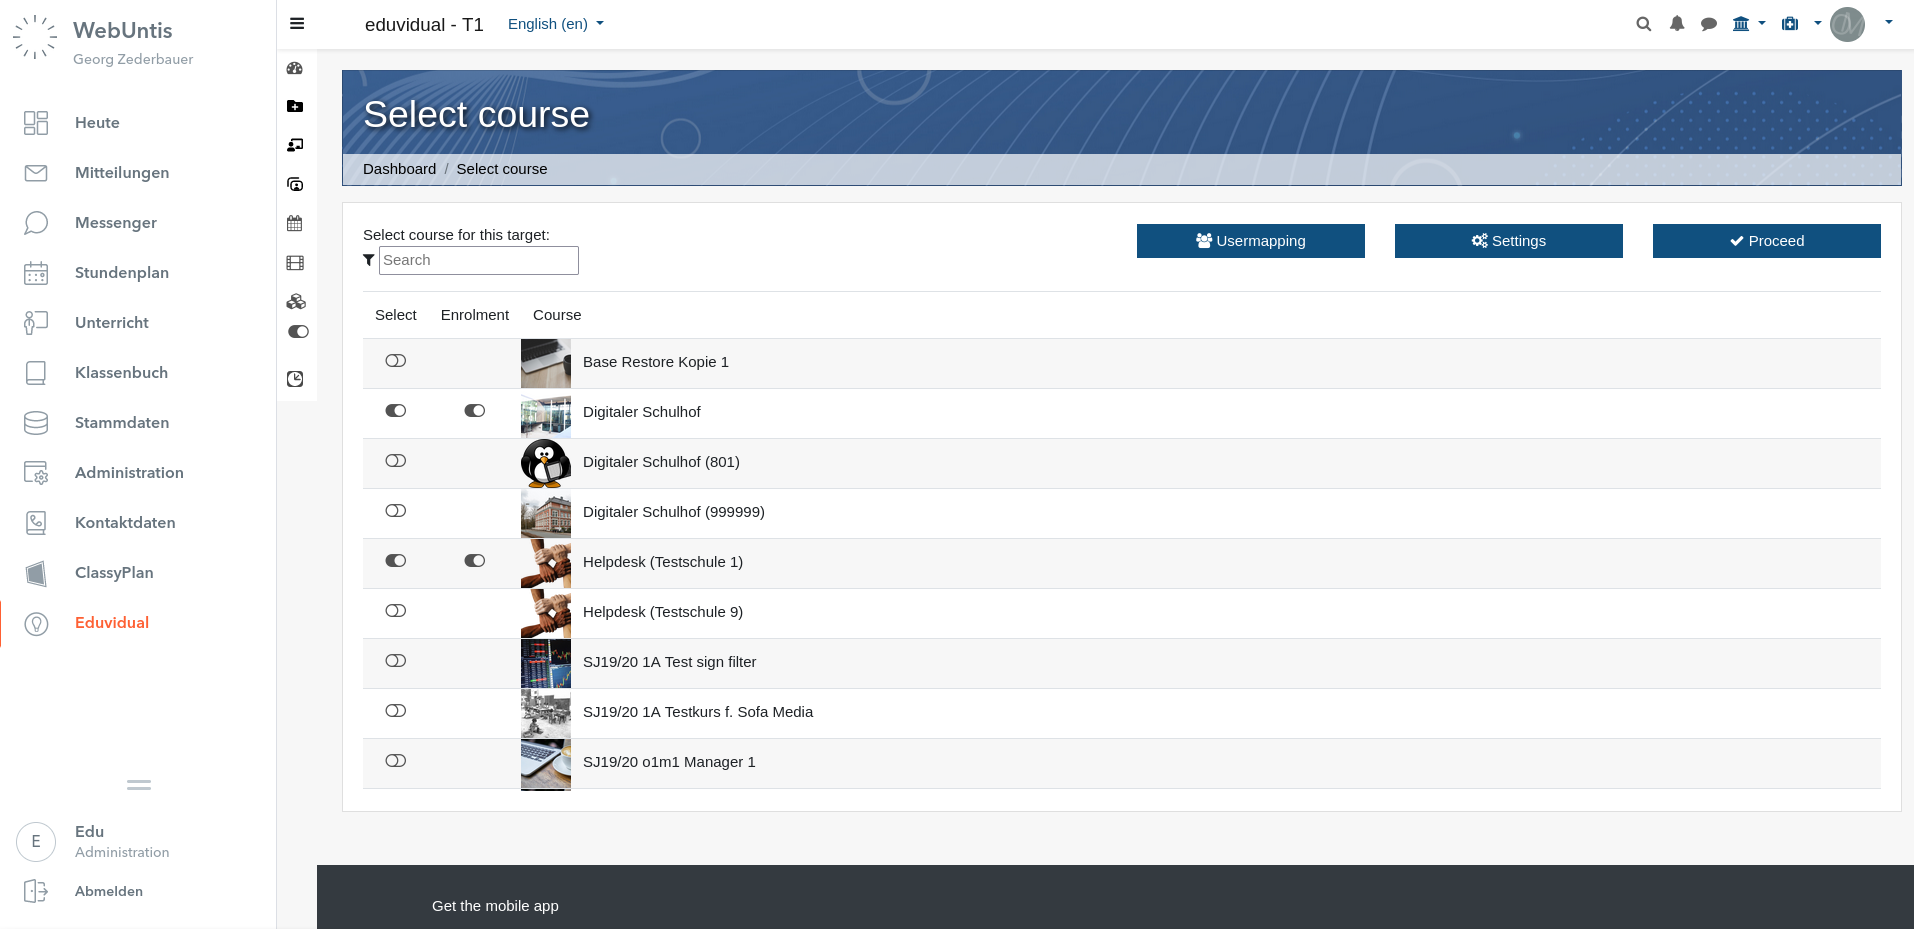 WebUntis
Georg Zederbauer
Heute
Mitteilungen
Messenger
Stundenplan
Unterricht
Klassenbuch
Stammdaten
Administration
Kontaktdaten
ClassyPlan
Eduvidual
E
Edu
Administration
Abmelden
eduvidual - T1
English (en)
Select course
Dashboard / Select course
Select course for this target:
Search
Usermapping
Settings
Proceed
Select Enrolment Course
Base Restore Kopie 1
Digitaler Schulhof
Digitaler Schulhof (801)
Digitaler Schulhof (999999)
Helpdesk (Testschule 1)
Helpdesk (Testschule 9)
SJ19/20 1A Test sign filter
SJ19/20 1A Testkurs f. Sofa Media
SJ19/20 o1m1 Manager 1
Get the mobile app